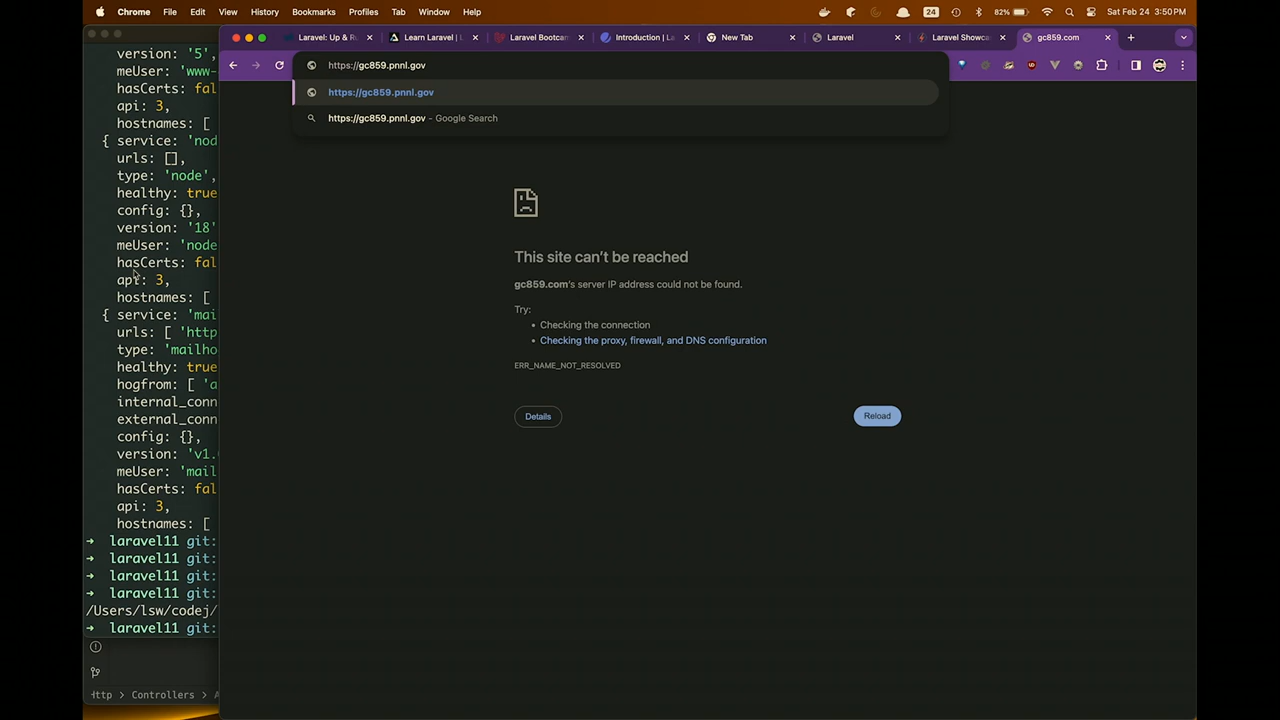 Chrome File Edit View History Bookmarks Profiles Tab Window Help 24 82% Sat Feb 24 3:50 PM
Laravel: Up & Ru Learn Laravel | Laravel Bootcam Introduction | La New Tab Laravel Laravel Showca gc859.com
https://gc859.pnnl.gov
https://gc859.pnnl.gov
https://gc859.pnnl.gov - Google Search
This site can't be reached
gc859.com's server IP address could not be found.
Try:
• Checking the connection
• Checking the proxy, firewall, and DNS configuration
ERR_NAME_NOT_RESOLVED
Details
Reload
version: '5',
meUser: 'www-
hasCerts: fal
api: 3,
hostnames: [
{ service: 'nod
urls: [],
type: 'node',
healthy: true
config: {},
version: '18'
meUser: 'node
hasCerts: fal
api: 3,
hostnames: [
{ service: 'mai
urls: [ 'http
type: 'mailho
healthy: true
hogfrom: [ 'a
internal_conn
external_conn
config: {},
version: 'v1.
meUser: 'mail
hasCerts: fal
api: 3,
hostnames: [
➜ laravel11 git:
➜ laravel11 git:
➜ laravel11 git:
➜ laravel11 git:
/Users/lsw/codej/
➜ laravel11 git:
Http > Controllers > A